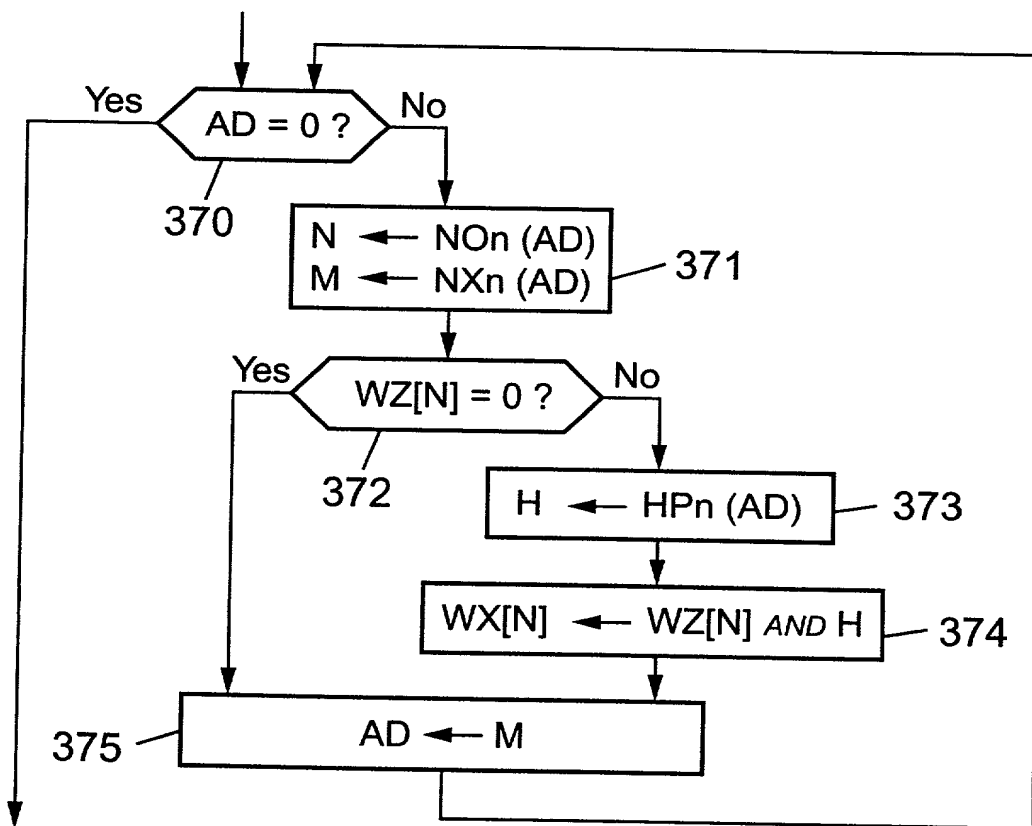 Yes
AD = 0 ?
No
370
N ← NOn (AD)
M ← NXn (AD)
371
Yes
WZ[N] = 0 ?
No
372
H ← HPn (AD)
373
WX[N] ← WZ[N] AND H
374
AD ← M
375